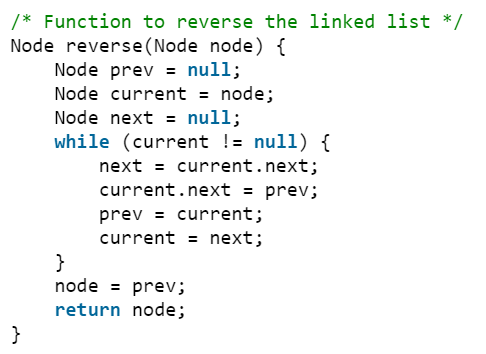 /* Function to reverse the linked list */
Node reverse(Node node) {
    Node prev = null;
    Node current = node;
    Node next = null;
    while (current != null) {
        next = current.next;
        current.next = prev;
        prev = current;
        current = next;
    }
    node = prev;
    return node;
}